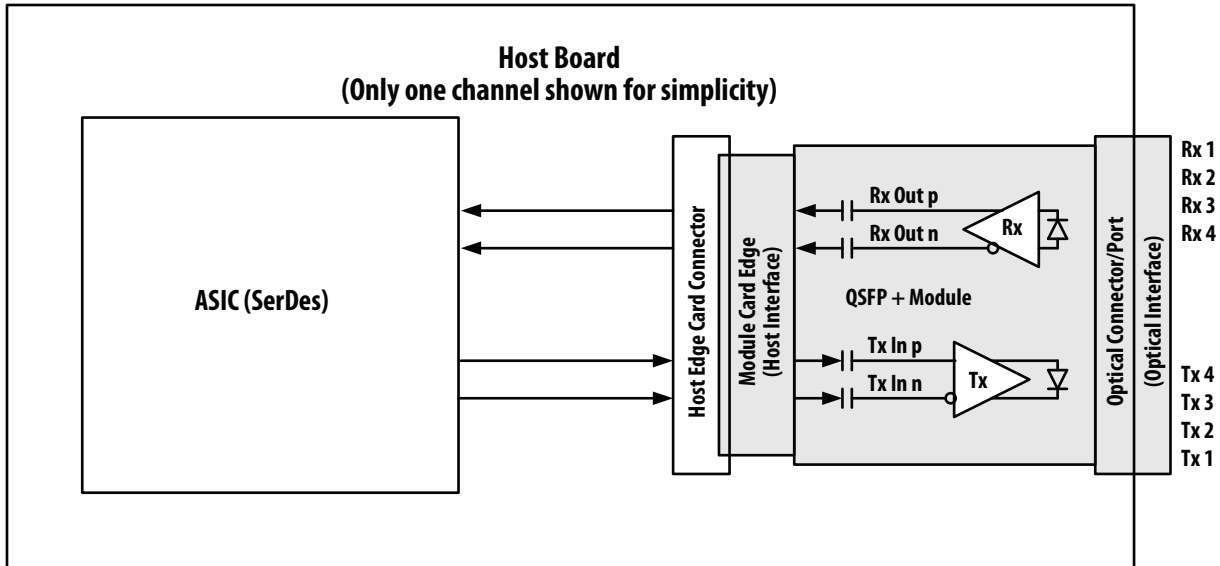 Host Board
(Only one channel shown for simplicity)
ASIC (SerDes)
Host Edge Card Connector
Module Card Edge
(Host Interface)
Rx Out p
Rx Out n
Rx
QSFP + Module
Tx In p
Tx In n
Tx
Optical Connector/Port
(Optical Interface)
Rx 1
Rx 2
Rx 3
Rx 4
Tx 4
Tx 3
Tx 2
Tx 1